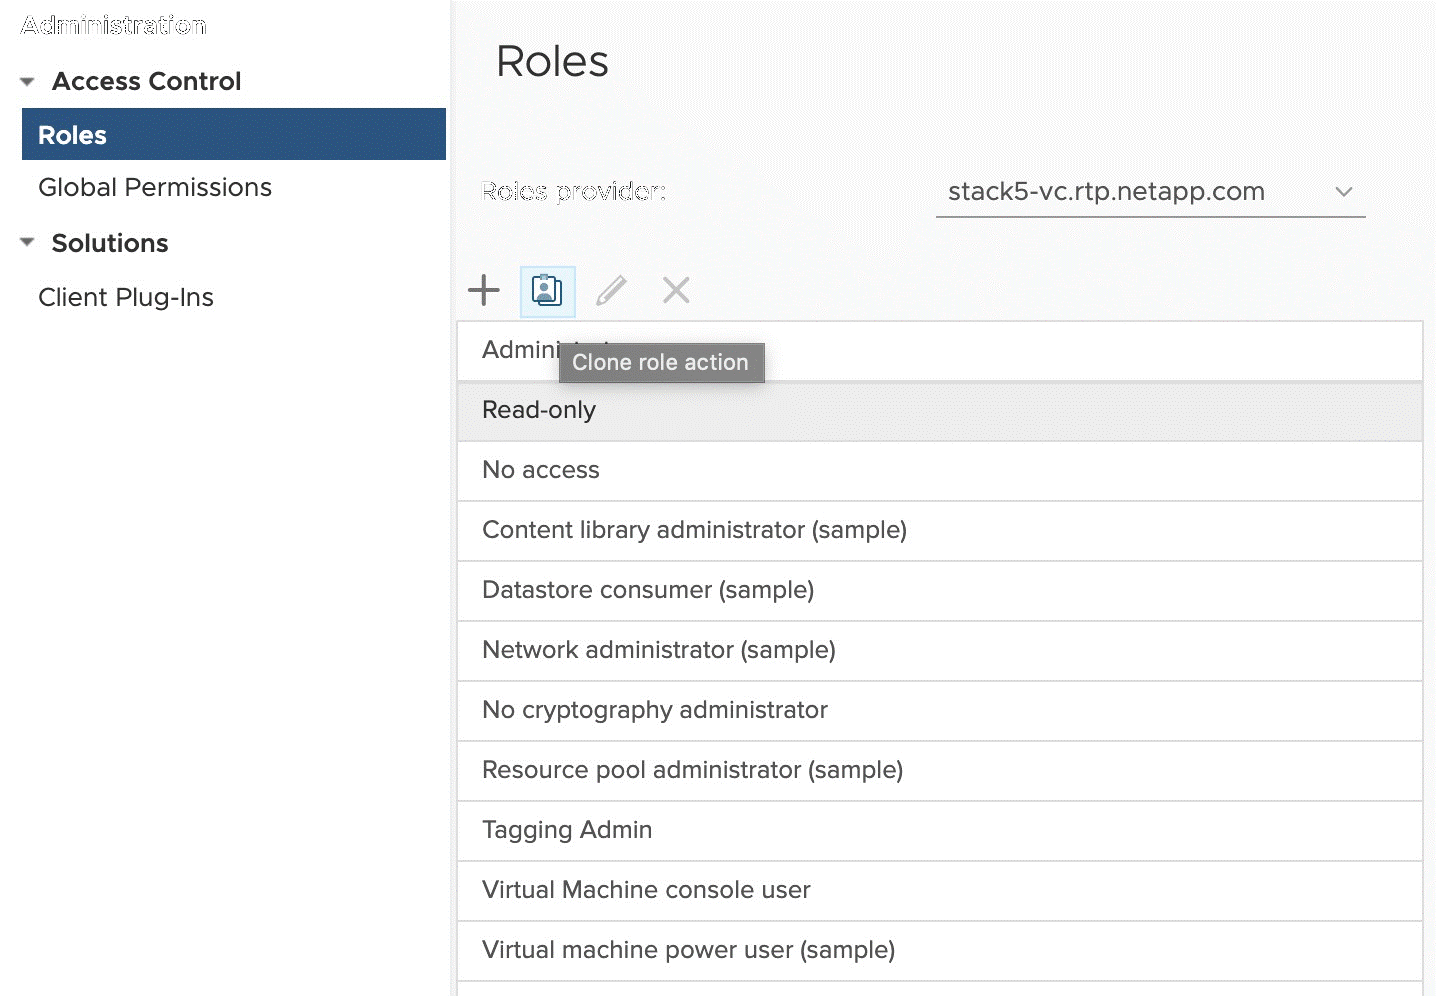 Administration
Access Control
Roles
Global Permissions
Solutions
Client Plug-Ins
Roles
Roles provider:
stack5-vc.rtp.netapp.com
Clone role action
Read-only
No access
Content library administrator (sample)
Datastore consumer (sample)
Network administrator (sample)
No cryptography administrator
Resource pool administrator (sample)
Tagging Admin
Virtual Machine console user
Virtual machine power user (sample)